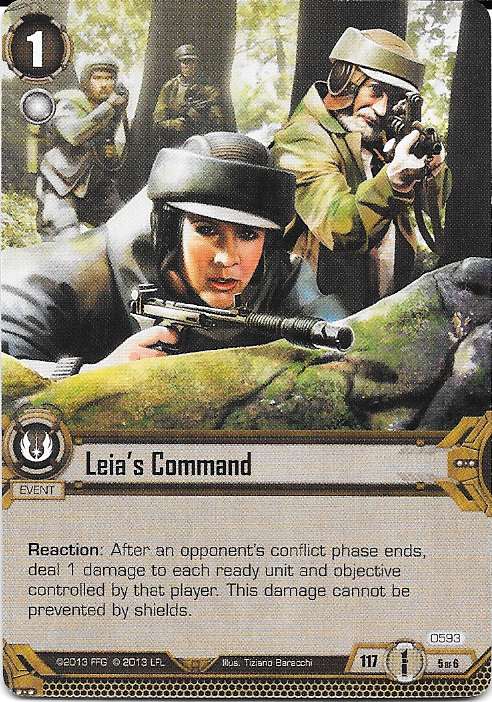 1
Leia's Command
EVENT
Reaction: After an opponent's conflict phase ends,
deal 1 damage to each ready unit and objective
controlled by that player. This damage cannot be
prevented by shields.
0593
©2013 FFG © 2013 LFL Illus. Tiziano Baracchi 117 5 OF 6